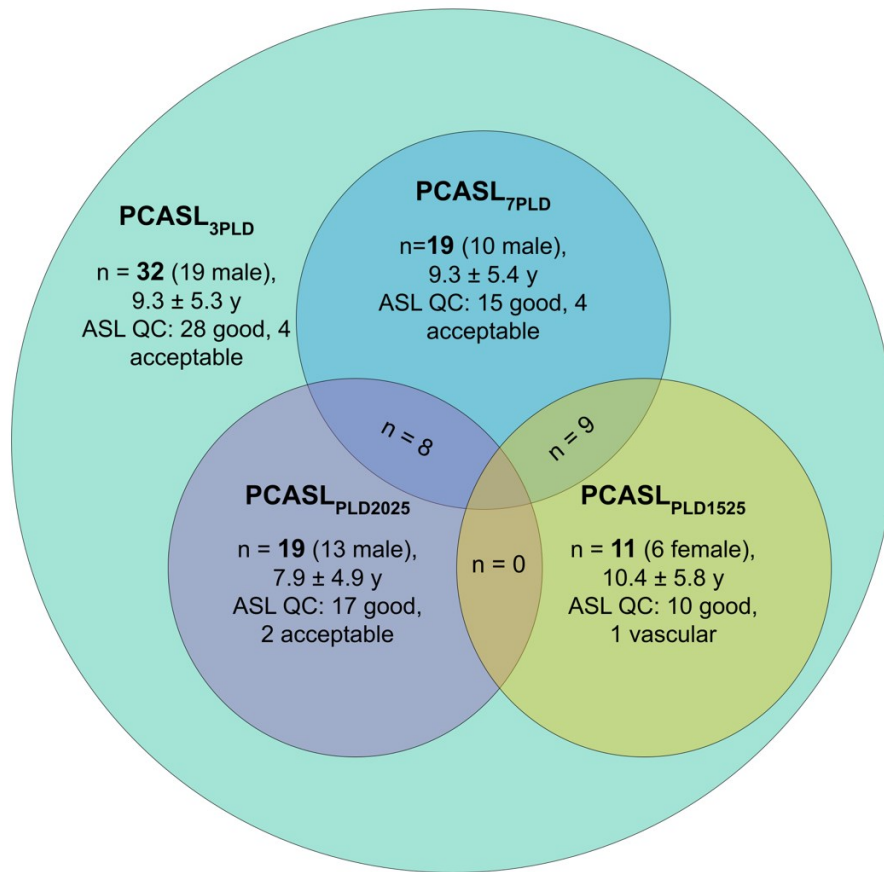 PCASL3PLD
n = 32 (19 male),
9.3 ± 5.3 y
ASL QC: 28 good, 4
acceptable
PCASL7PLD
n=19 (10 male),
9.3 ± 5.4 y
ASL QC: 15 good, 4
acceptable
n = 8
n = 9
PCASLPLD2025
n = 19 (13 male),
7.9 ± 4.9 y
ASL QC: 17 good,
2 acceptable
n = 0
PCASLPLD1525
n = 11 (6 female),
10.4 ± 5.8 y
ASL QC: 10 good,
1 vascular